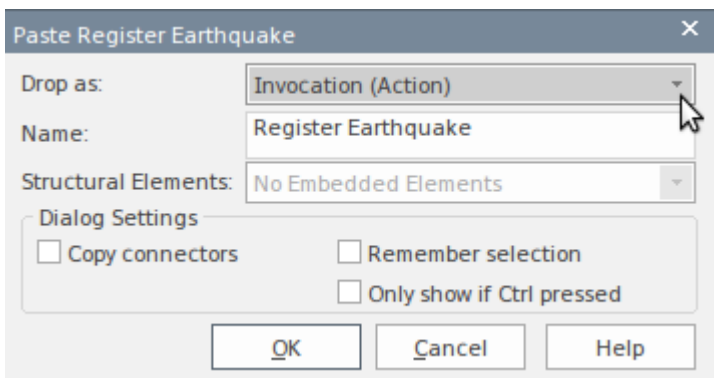 Paste Register Earthquake
Drop as: Invocation (Action)
Name: Register Earthquake
Structural Elements: No Embedded Elements
Dialog Settings
Copy connectors Remember selection
Only show if Ctrl pressed
OK Cancel Help